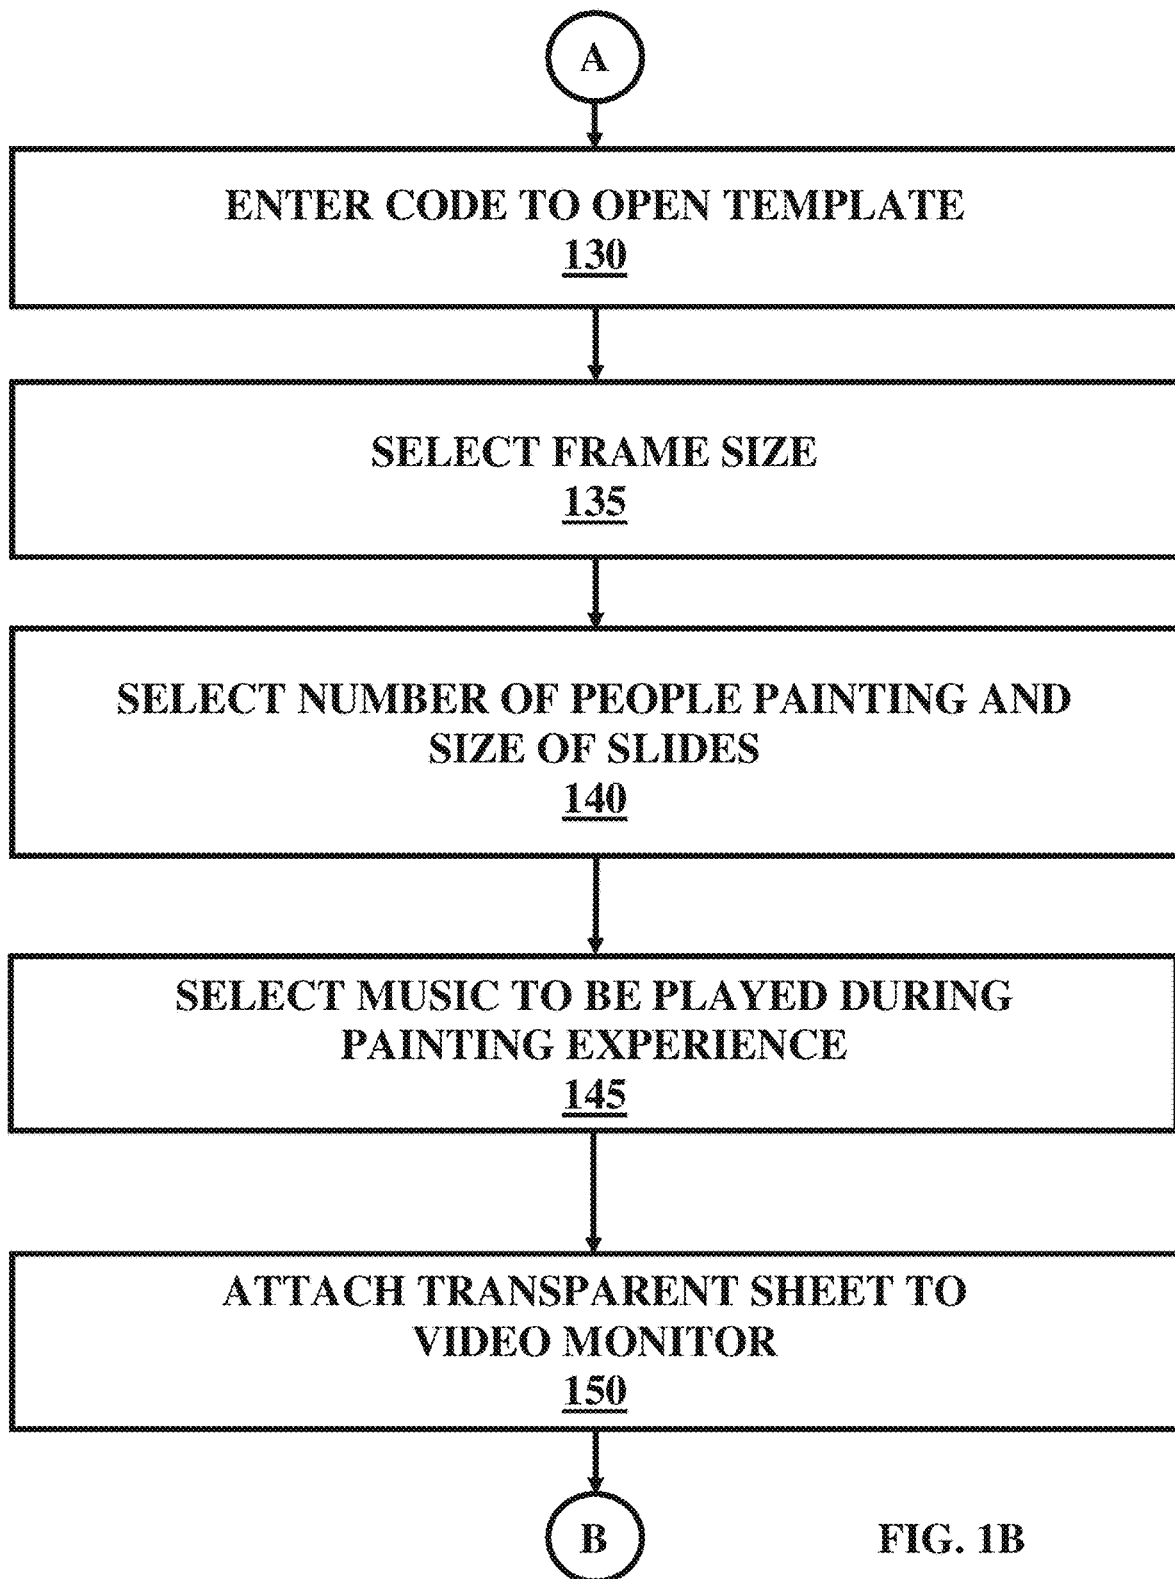 A
ENTER CODE TO OPEN TEMPLATE
130
SELECT FRAME SIZE
135
SELECT NUMBER OF PEOPLE PAINTING AND
SIZE OF SLIDES
140
SELECT MUSIC TO BE PLAYED DURING
PAINTING EXPERIENCE
145
ATTACH TRANSPARENT SHEET TO
VIDEO MONITOR
150
B
FIG. 1B